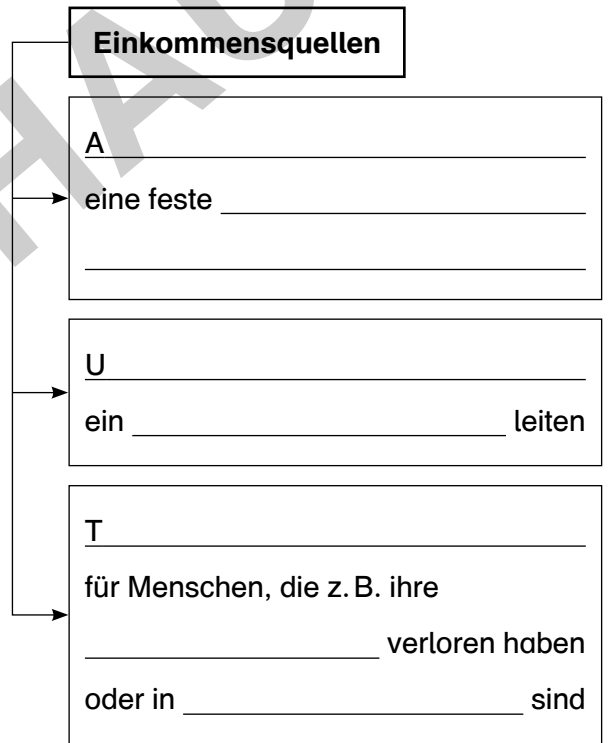 Einkommensquellen
A
eine feste
U
ein leiten
T
für Menschen, die z. B. ihre
verloren haben
oder in sind